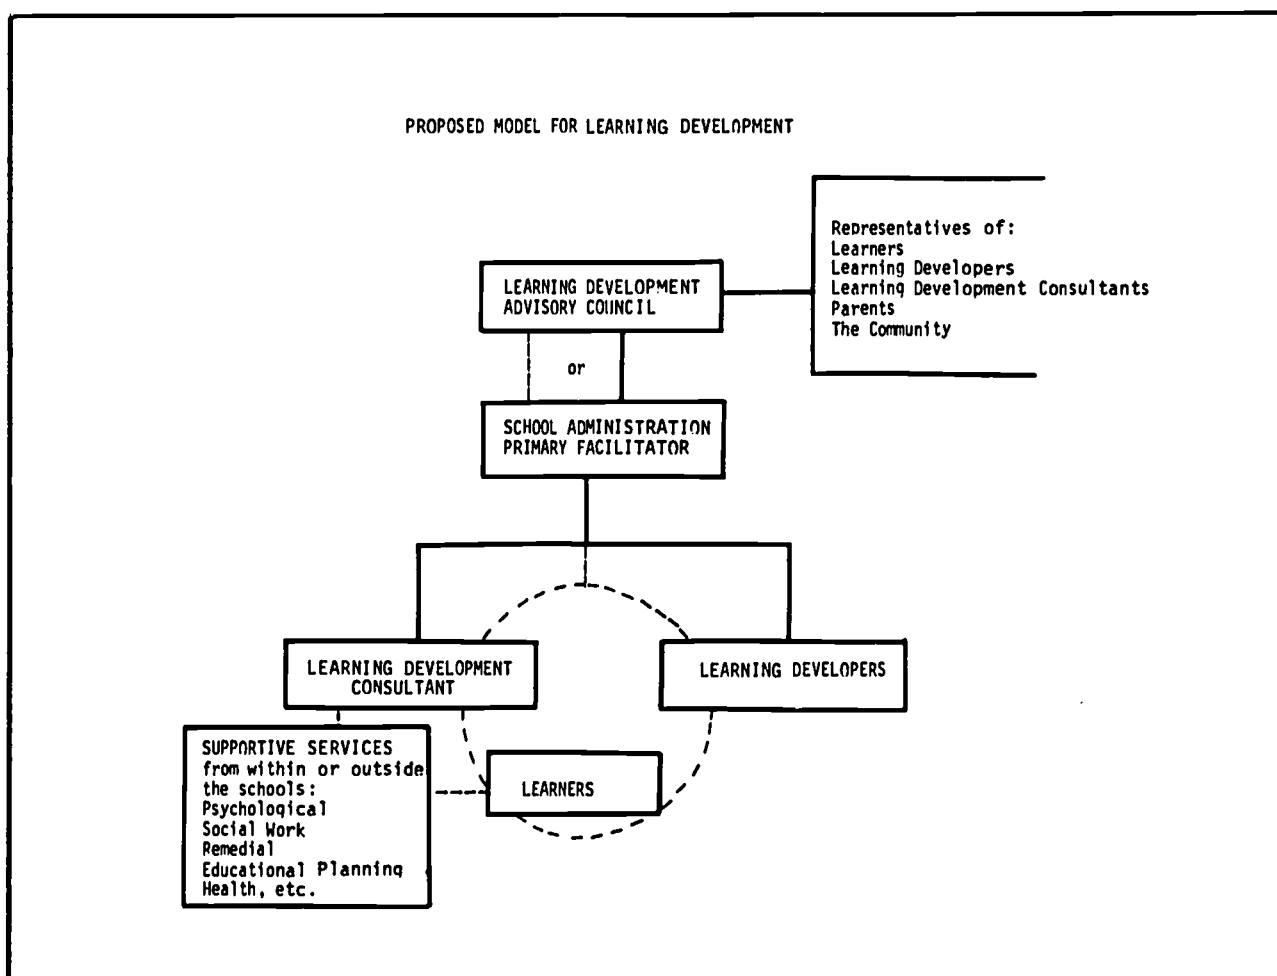 PROPOSED MODEL FOR LEARNING DEVELOPMENT
Representatives of:
Learners
Learning Developers
Learning Development Consultants
Parents
The Community
LEARNING DEVELOPMENT
ADVISORY COUNCIL
or
SCHOOL ADMINISTRATION
PRIMARY FACILITATOR
LEARNING DEVELOPMENT
CONSULTANT
LEARNING DEVELOPERS
SUPPORTIVE SERVICES
from within or outside
the schools:
Psychological
Social Work
Remedial
Educational Planning
Health, etc.
LEARNERS